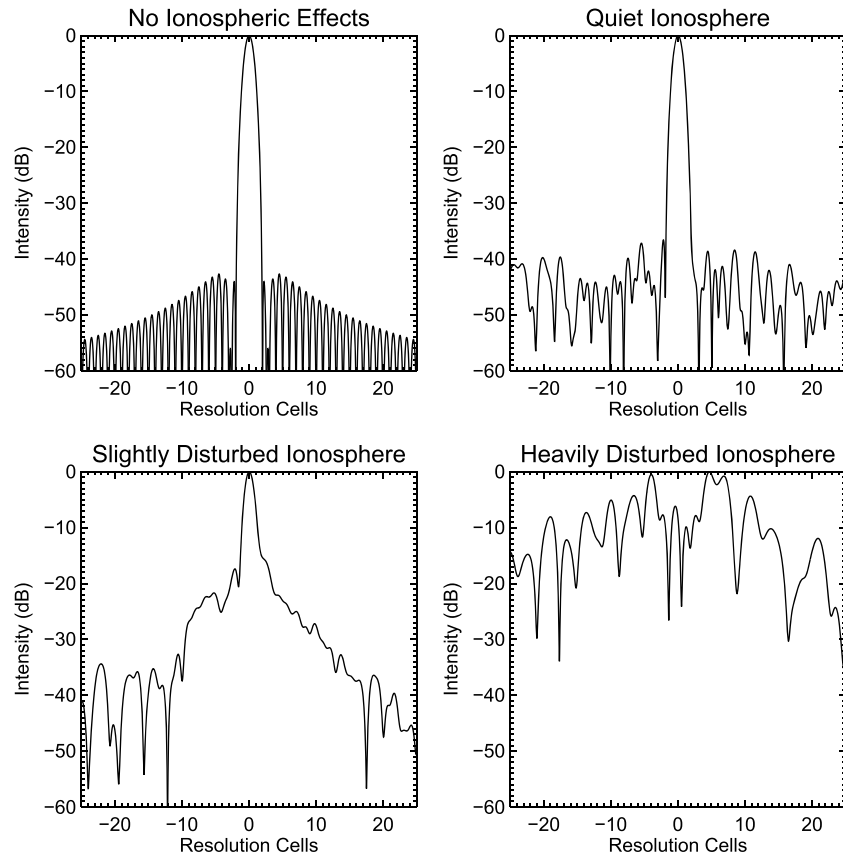 No Ionospheric Effects
0
−10
−20
−30
−40
−50
−60
Intensity (dB)
−20 −10 0 10 20
Resolution Cells
Quiet Ionosphere
0
−10
−20
−30
−40
−50
−60
Intensity (dB)
−20 −10 0 10 20
Resolution Cells
Slightly Disturbed Ionosphere
0
−10
−20
−30
−40
−50
−60
Intensity (dB)
−20 −10 0 10 20
Resolution Cells
Heavily Disturbed Ionosphere
0
−10
−20
−30
−40
−50
−60
Intensity (dB)
−20 −10 0 10 20
Resolution Cells